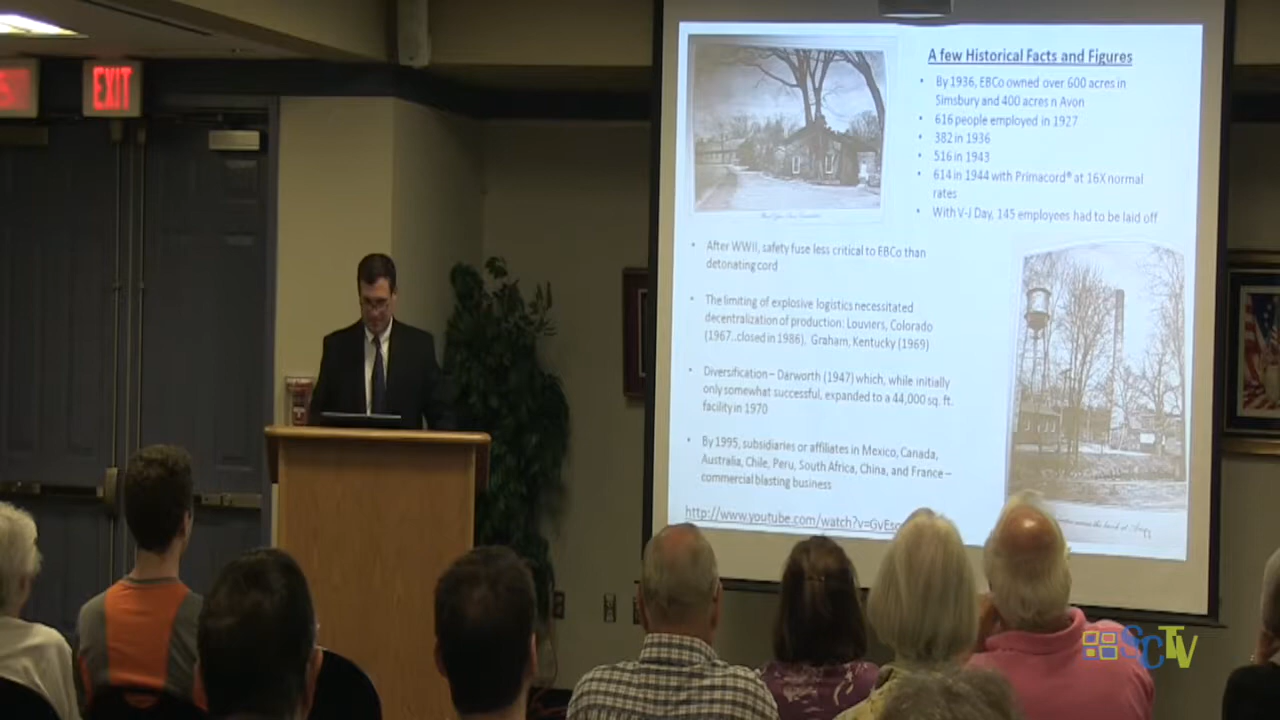 EXIT
A few Historical Facts and Figures
• By 1936, EBCo owned over 600 acres in
Simsbury and 400 acres n Avon
• 616 people employed in 1927
• 382 in 1936
• 516 in 1943
• 614 in 1944 with Primacord® at 16X normal
rates
• With V-J Day, 145 employees had to be laid off
• After WWII, safety fuse less critical to EBCo than
detonating cord
• The limiting of explosive logistics necessitated
decentralization of production: Louviers, Colorado
(1967..closed in 1986). Graham, Kentucky (1969)
• Diversification – Darworth (1947) which, while initially
only somewhat successful, expanded to a 44,000 sq. ft.
facility in 1970
• By 1995, subsidiaries or affiliates in Mexico, Canada,
Australia, Chile, Peru, South Africa, China, and France –
commercial blasting business
http://www.youtube.com/watch?v=GvEs
SCTV